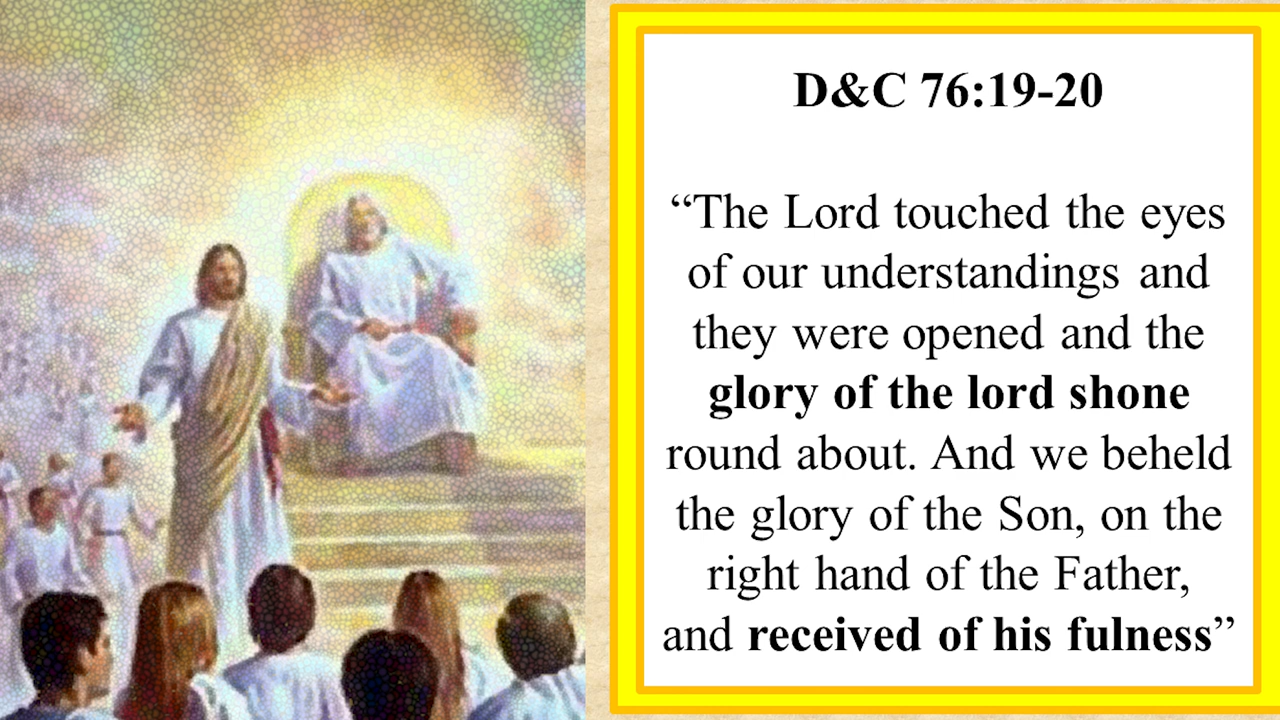 D&C 76:19-20
“The Lord touched the eyes
of our understandings and
they were opened and the
glory of the lord shone
round about. And we beheld
the glory of the Son, on the
right hand of the Father,
and received of his fulness”